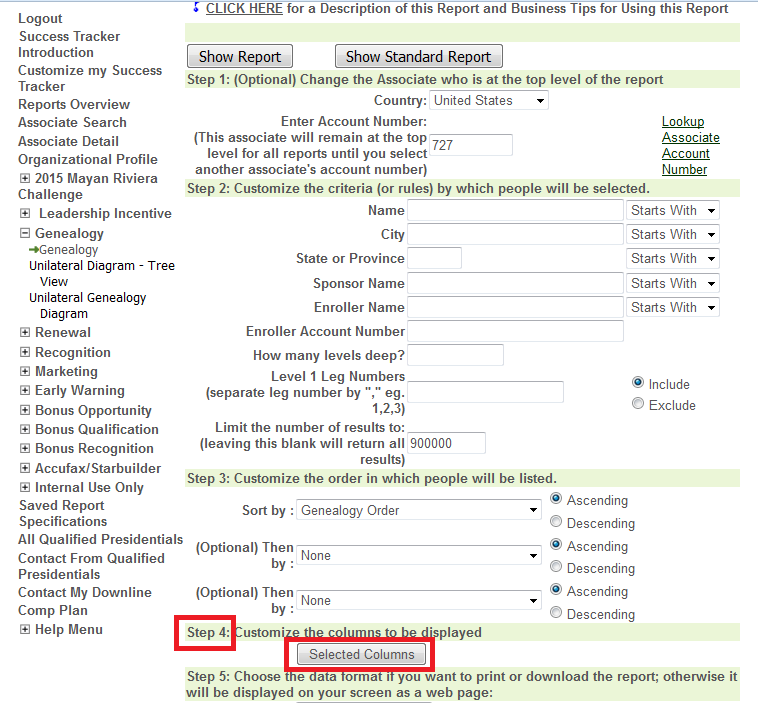 Logout
Success Tracker
Introduction
Customize my Success
Tracker
Reports Overview
Associate Search
Associate Detail
Organizational Profile
2015 Mayan Riviera
Challenge
Leadership Incentive
Genealogy
Genealogy
Unilateral Diagram - Tree
View
Unilateral Genealogy
Diagram
Renewal
Recognition
Marketing
Early Warning
Bonus Opportunity
Bonus Qualification
Bonus Recognition
Accufax/Starbuilder
Internal Use Only
Saved Report
Specifications
All Qualified Presidentials
Contact From Qualified
Presidentials
Contact My Downline
Comp Plan
Help Menu
CLICK HERE for a Description of this Report and Business Tips for Using this Report
Show Report Show Standard Report
Step 1: (Optional) Change the Associate who is at the top level of the report
Country: United States
Enter Account Number:
(This associate will remain at the top
level for all reports until you select
another associate's account number)
727
Lookup
Associate
Account
Number
Step 2: Customize the criteria (or rules) by which people will be selected.
Name Starts With
City Starts With
State or Province Starts With
Sponsor Name Starts With
Enroller Name Starts With
Enroller Account Number
How many levels deep?
Level 1 Leg Numbers
(separate leg number by "," eg.
1,2,3)
Include
Exclude
Limit the number of results to:
(leaving this blank will return all
results)
900000
Step 3: Customize the order in which people will be listed.
Sort by : Genealogy Order
Ascending
Descending
(Optional) Then
by :
None
Ascending
Descending
(Optional) Then
by :
None
Ascending
Descending
Step 4: Customize the columns to be displayed
Selected Columns
Step 5: Choose the data format if you want to print or download the report; otherwise it
will be displayed on your screen as a web page: